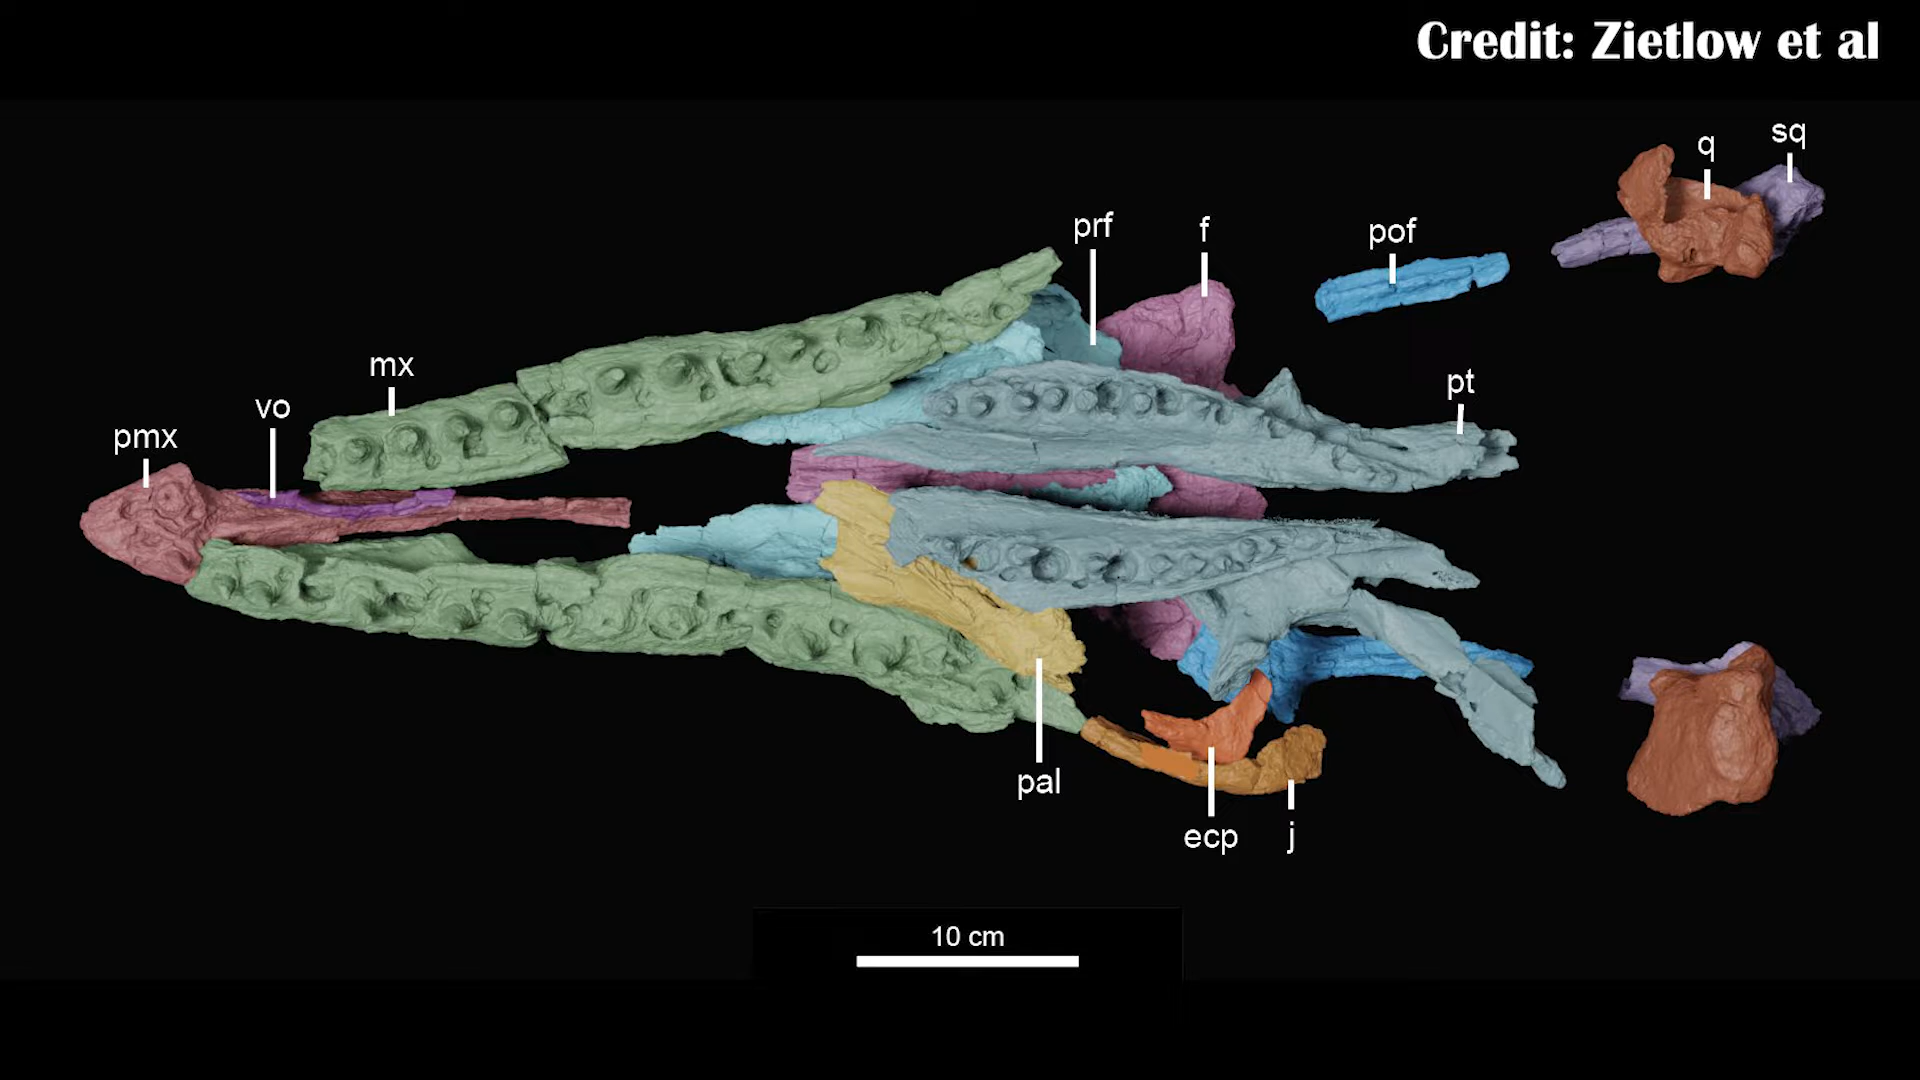 Credit: Zietlow et al
sq
q
prf
f
pof
mx
pt
vo
pmx
pal
ecp
j
10 cm